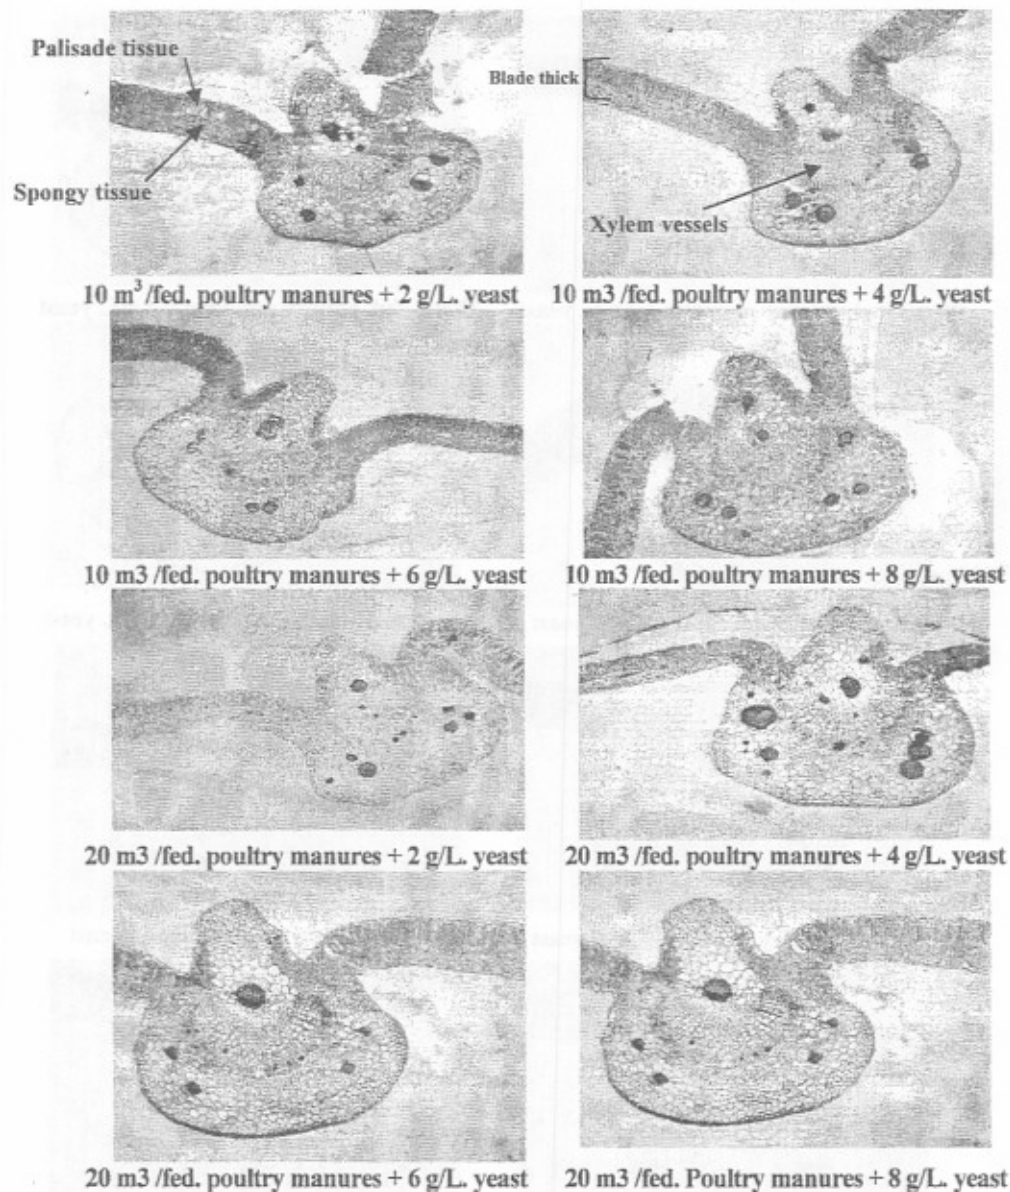 Palisade tissue
Spongy tissue
Blade thick
Xylem vessels
10 m³ /fed. poultry manures + 2 g/L. yeast
10 m3 /fed. poultry manures + 4 g/L. yeast
10 m3 /fed. poultry manures + 6 g/L. yeast
10 m3 /fed. poultry manures + 8 g/L. yeast
20 m3 /fed. poultry manures + 2 g/L. yeast
20 m3 /fed. poultry manures + 4 g/L. yeast
20 m3 /fed. poultry manures + 6 g/L. yeast
20 m3 /fed. Poultry manures + 8 g/L. yeast